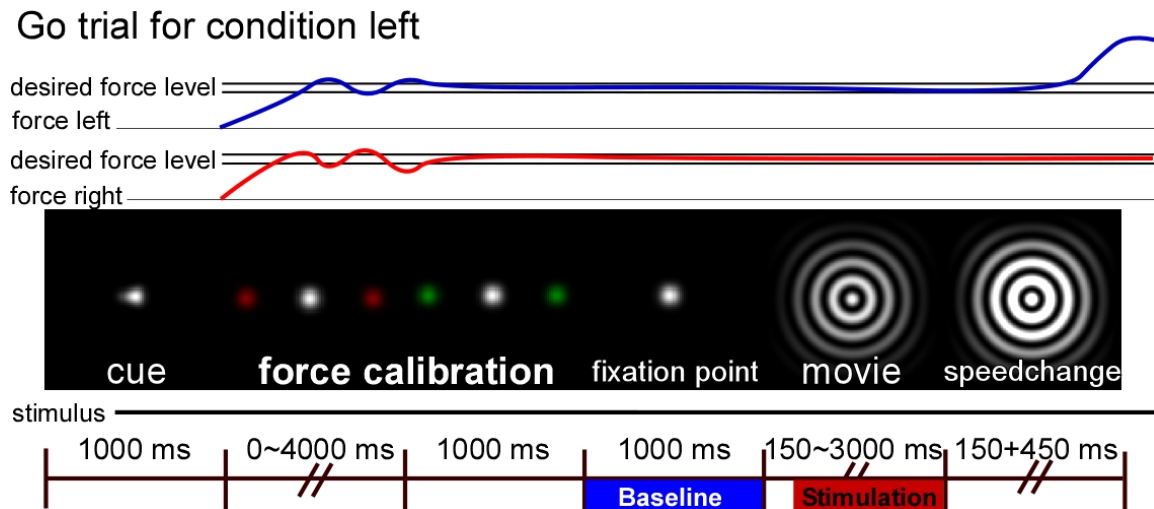 Go trial for condition left
desired force level
force left
desired force level
force right
cue force calibration fixation point movie speedchange
stimulus
1000 ms 0~4000 ms 1000 ms 1000 ms 150~3000 ms 150+450 ms
Baseline Stimulation